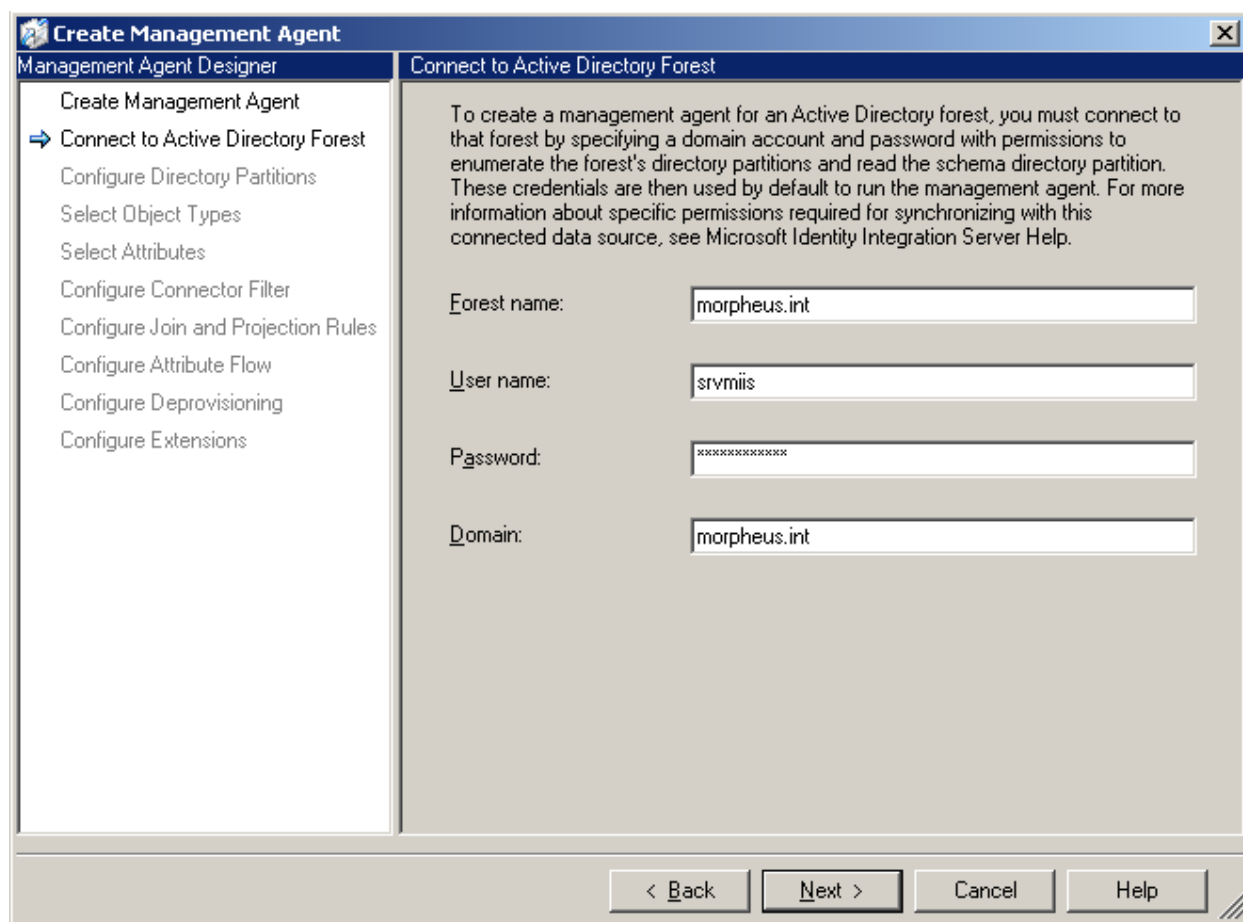 Create Management Agent
Management Agent Designer
Create Management Agent
Connect to Active Directory Forest
Configure Directory Partitions
Select Object Types
Select Attributes
Configure Connector Filter
Configure Join and Projection Rules
Configure Attribute Flow
Configure Deprovisioning
Configure Extensions
Connect to Active Directory Forest
To create a management agent for an Active Directory forest, you must connect to
that forest by specifying a domain account and password with permissions to
enumerate the forest's directory partitions and read the schema directory partition.
These credentials are then used by default to run the management agent. For more
information about specific permissions required for synchronizing with this
connected data source, see Microsoft Identity Integration Server Help.
Forest name: morpheus.int
User name: srvmiis
Password: ************
Domain: morpheus.int
< Back Next > Cancel Help